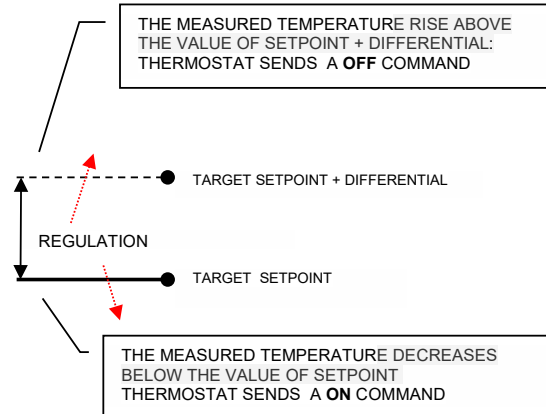 THE MEASURED TEMPERATURE RISE ABOVE
THE VALUE OF SETPOINT + DIFFERENTIAL:
THERMOSTAT SENDS A OFF COMMAND
TARGET SETPOINT + DIFFERENTIAL
REGULATION
TARGET SETPOINT
THE MEASURED TEMPERATURE DECREASES
BELOW THE VALUE OF SETPOINT
THERMOSTAT SENDS A ON COMMAND